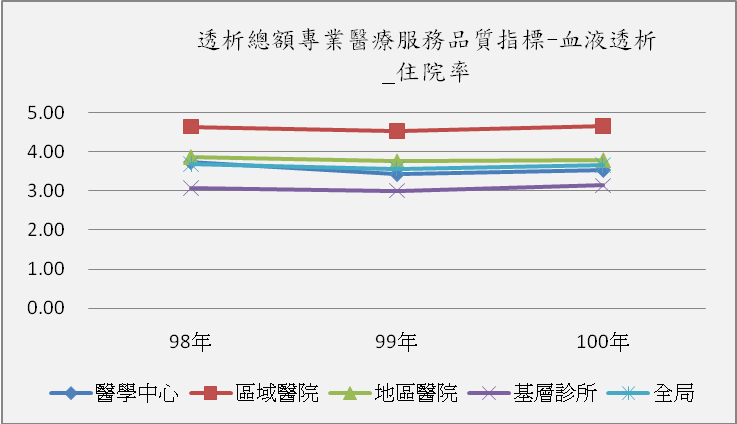 透析總額專業醫療服務品質指標-血液透析
_住院率
5.00
4.00
3.00
2.00
1.00
0.00
98年 99年 100年
醫學中心 區域醫院 地區醫院 基層診所 全局